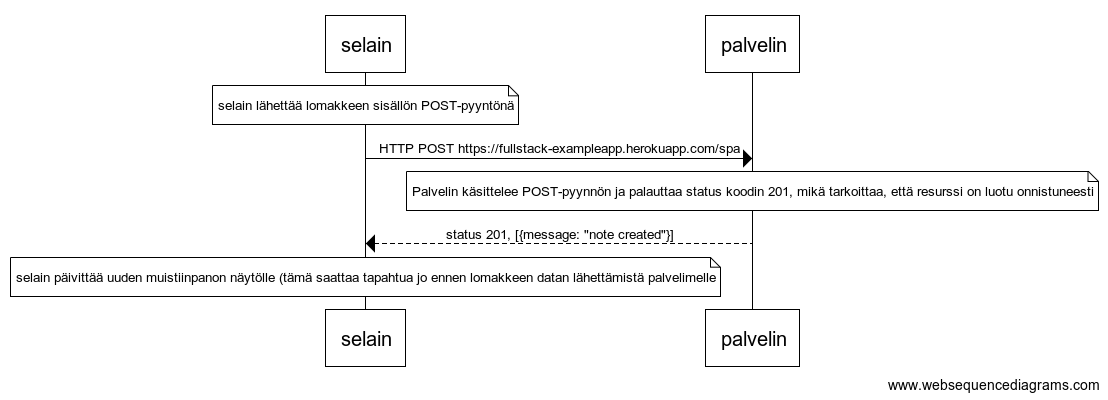 selain palvelin
selain lähettää lomakkeen sisällön POST-pyyntönä
HTTP POST https://fullstack-exampleapp.herokuapp.com/spa
Palvelin käsittelee POST-pyynnön ja palauttaa status koodin 201, mikä tarkoittaa, että resurssi on luotu onnistuneesti
status 201, [{message: "note created"}]
selain päivittää uuden muistiinpanon näytölle (tämä saattaa tapahtua jo ennen lomakkeen datan lähettämistä palvelimelle
selain palvelin
www.websequencediagrams.com